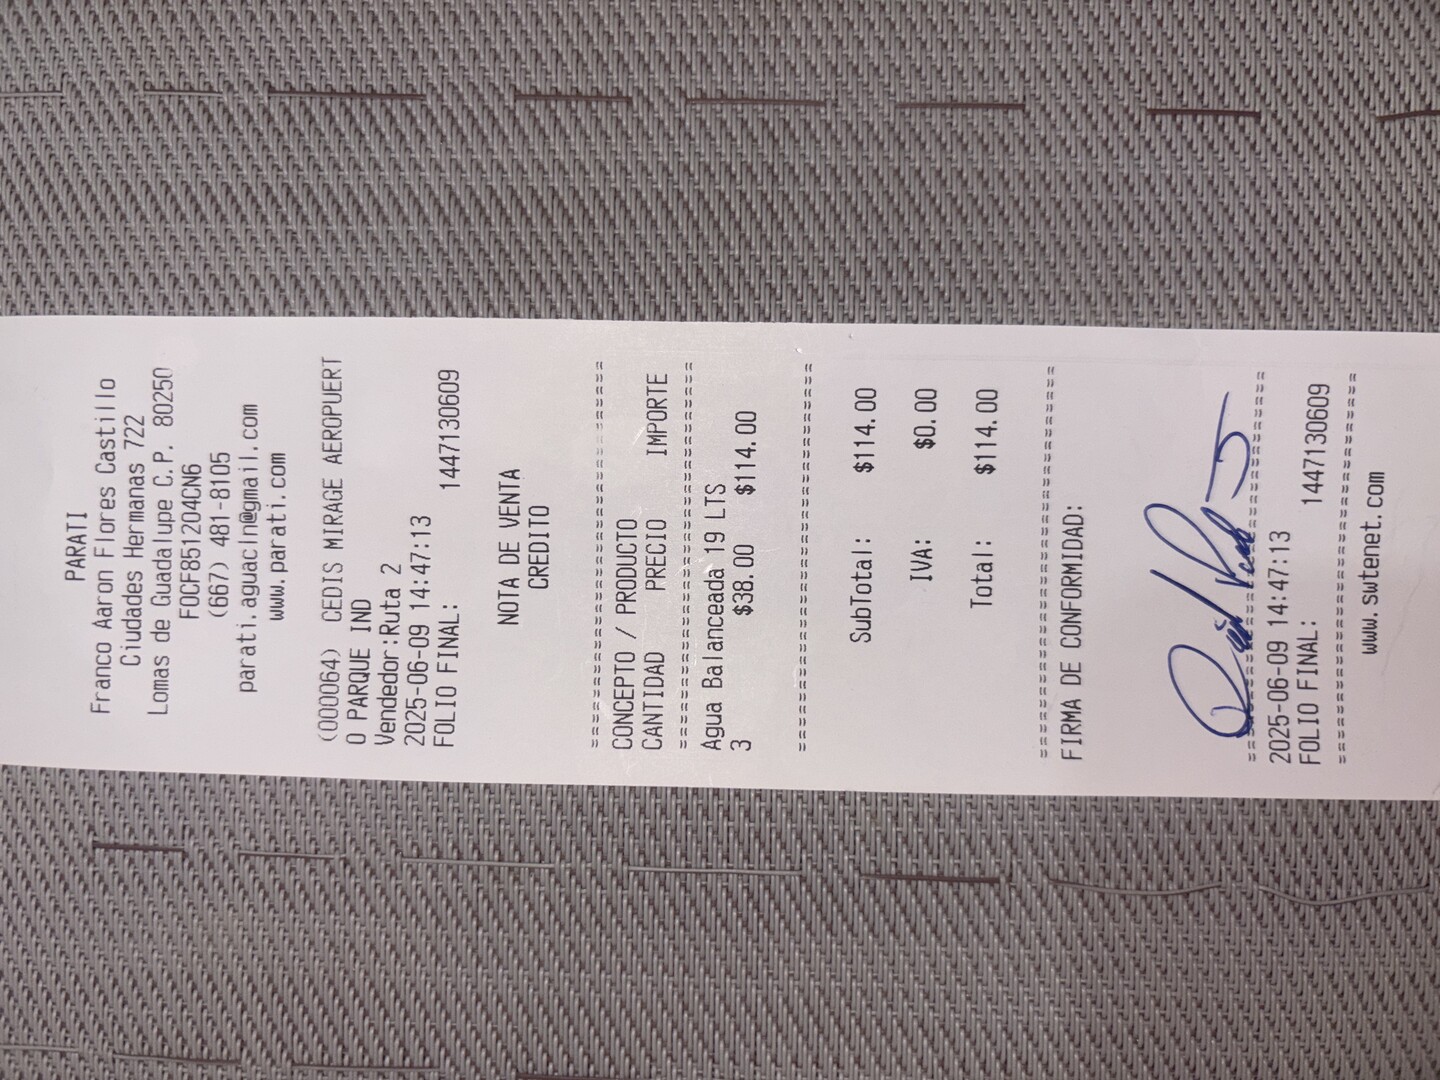 PARATI
Franco Aaron Flores Castillo
Ciudades Hermanas 722
Lomas de Guadalupe C.P. 80250
FOCF851204CN6
(667) 481-8105
parati.aguacln@gmail.com
www.parati.com
(000064) CEDIS MIRAGE AEROPUERT
O PARQUE IND
Vendedor:Ruta 2
2025-06-09 14:47:13
FOLIO FINAL: 1447130609
NOTA DE VENTA
CREDITO
================================
CONCEPTO / PRODUCTO
CANTIDAD PRECIO IMPORTE
================================
Agua Balanceada 19 LTS
3 $38.00 $114.00
================================
SubTotal: $114.00
IVA: $0.00
Total: $114.00
================================
FIRMA DE CONFORMIDAD:
================================
2025-06-09 14:47:13
FOLIO FINAL: 1447130609
================================
www.swtenet.com